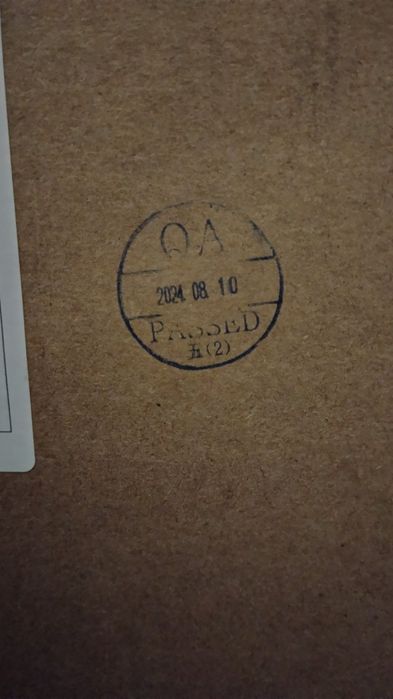 QA
2024. 08. 10
PASSED
五(2)